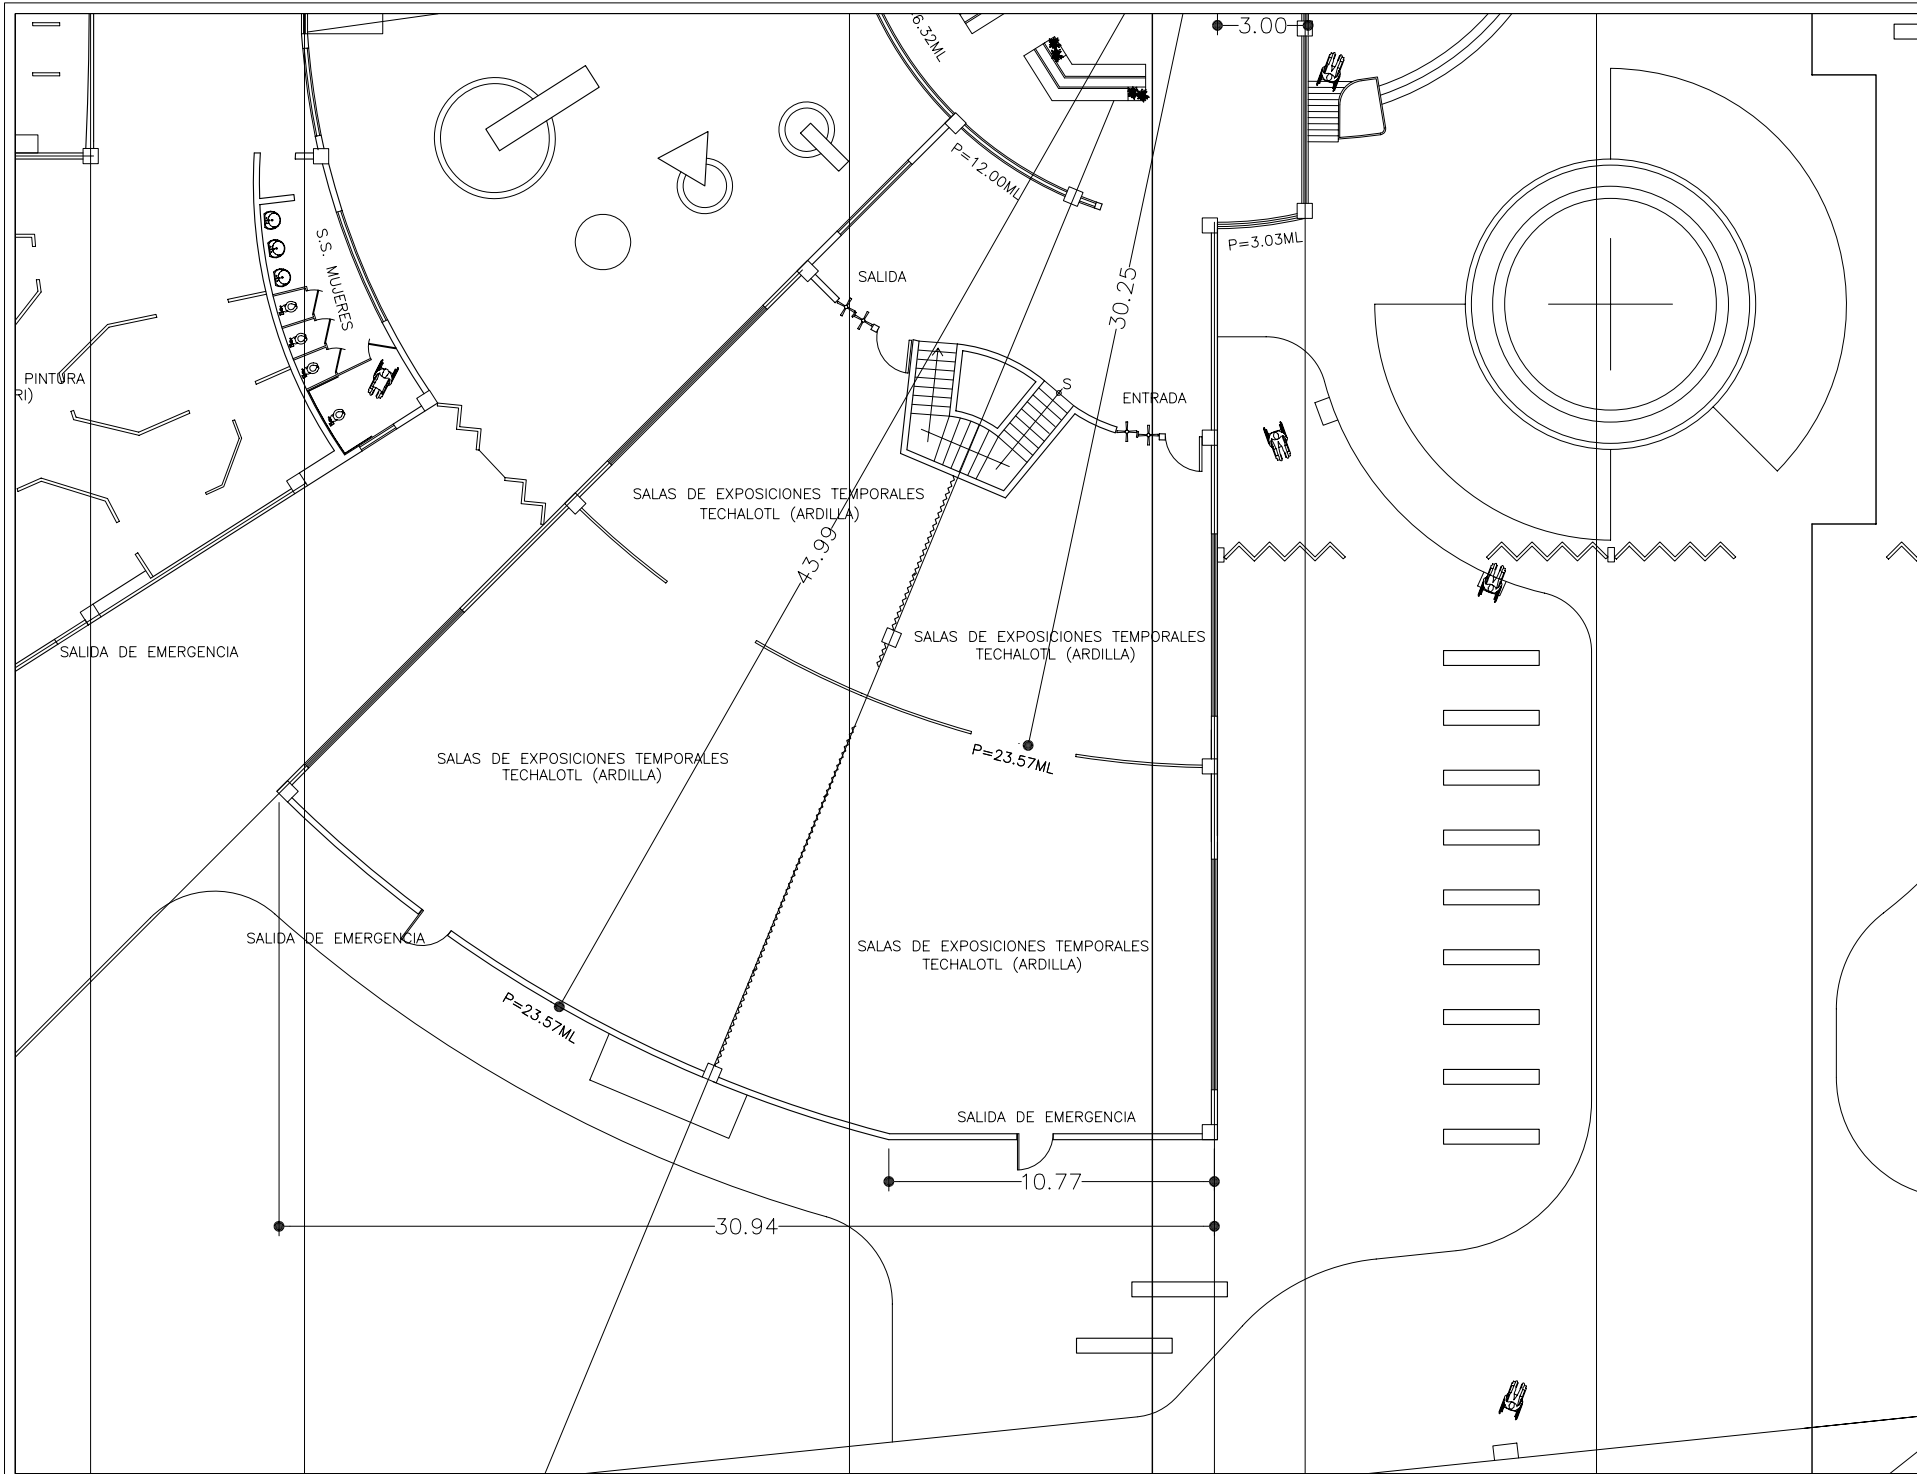 3.00
6.32ML
P=12.00ML
P=3.03ML
S.S. MUJERES
SALIDA
30.25
PINTURA
RI)
S
ENTRADA
SALAS DE EXPOSICIONES TEMPORALES
TECHALOTL (ARDILLA)
43.99
SALAS DE EXPOSICIONES TEMPORALES
TECHALOTL (ARDILLA)
SALIDA DE EMERGENCIA
P=23.57ML
SALAS DE EXPOSICIONES TEMPORALES
TECHALOTL (ARDILLA)
SALIDA DE EMERGENCIA
SALAS DE EXPOSICIONES TEMPORALES
TECHALOTL (ARDILLA)
P=23.57ML
SALIDA DE EMERGENCIA
10.77
30.94